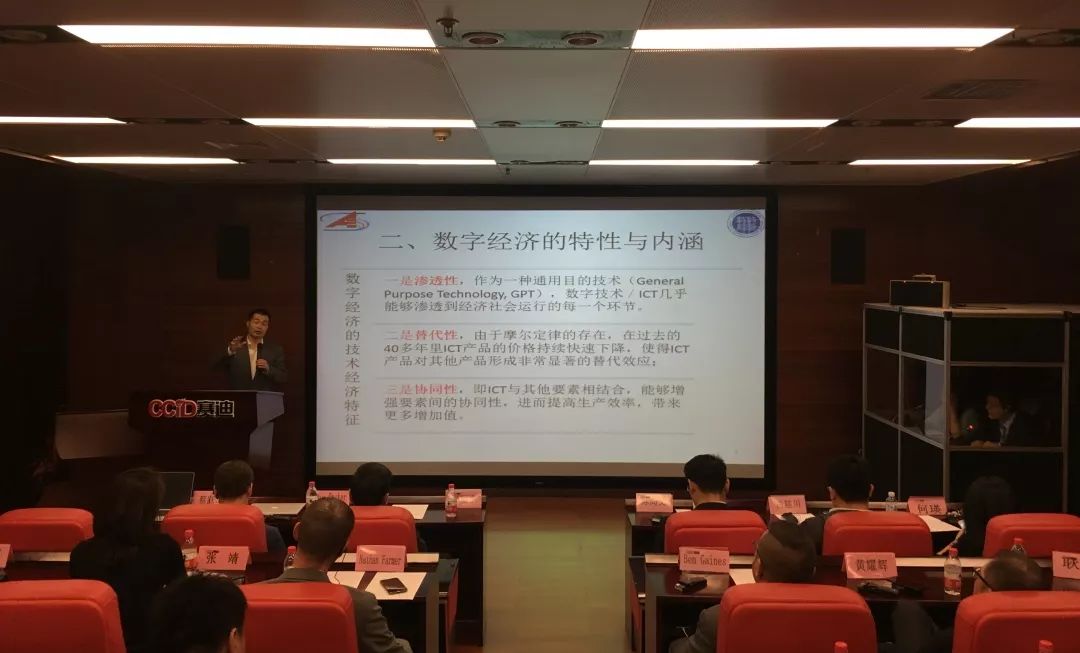 二、数字经济的特性与内涵
数字经济的技术经济特征
一是渗透性，作为一种通用目的技术（General
Purpose Technology, GPT），数字技术/ICT几乎
能够渗透到经济社会运行的每一个环节。
二是替代性，由于摩尔定律的存在，在过去的
40多年里ICT产品的价格持续快速下降，使得ICT
产品对其他产品形成非常显著的替代效应；
三是协同性，即ICT与其他要素相结合，能够增
强要素间的协同性，进而提高生产效率，带来
更多增加值。
CCID赛迪
何瑛
张靖
Nathan Farmer
Bem Gaines
黄耀辉
联